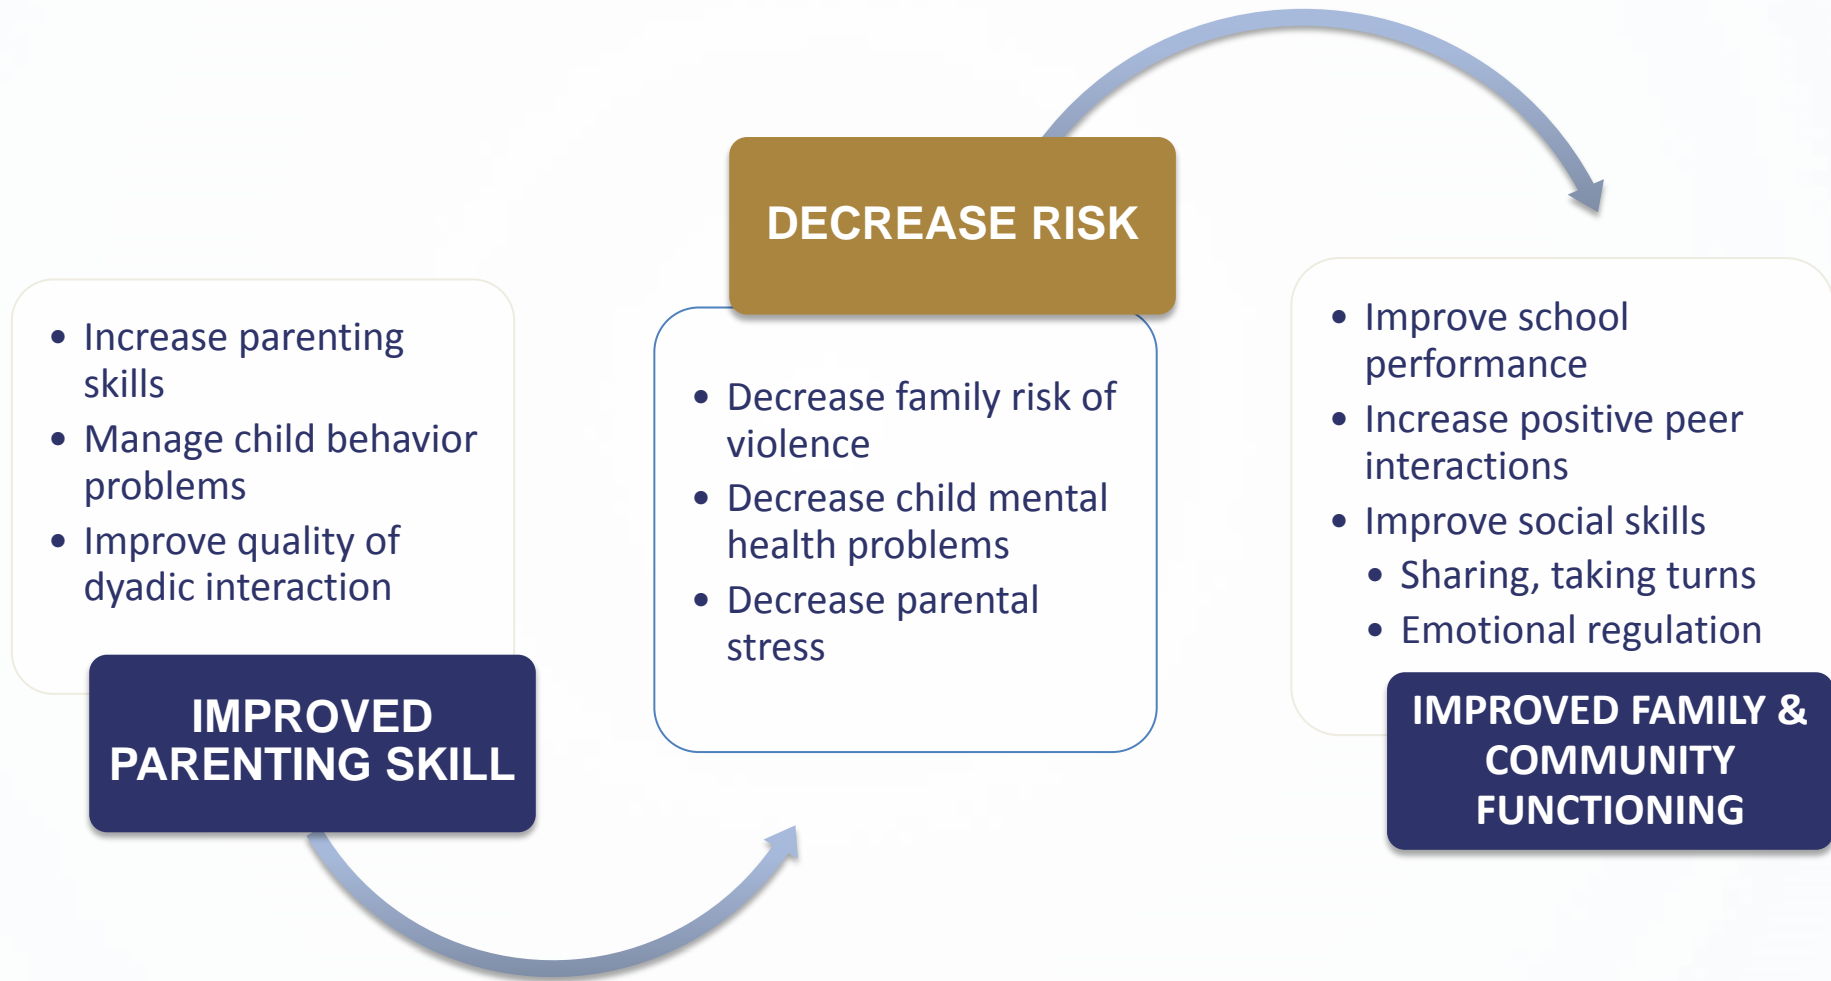 • Increase parenting
skills
• Manage child behavior
problems
• Improve quality of
dyadic interaction
IMPROVED
PARENTING SKILL
DECREASE RISK
• Decrease family risk of
violence
• Decrease child mental
health problems
• Decrease parental
stress
• Improve school
performance
• Increase positive peer
interactions
• Improve social skills
• Sharing, taking turns
• Emotional regulation
IMPROVED FAMILY &
COMMUNITY
FUNCTIONING